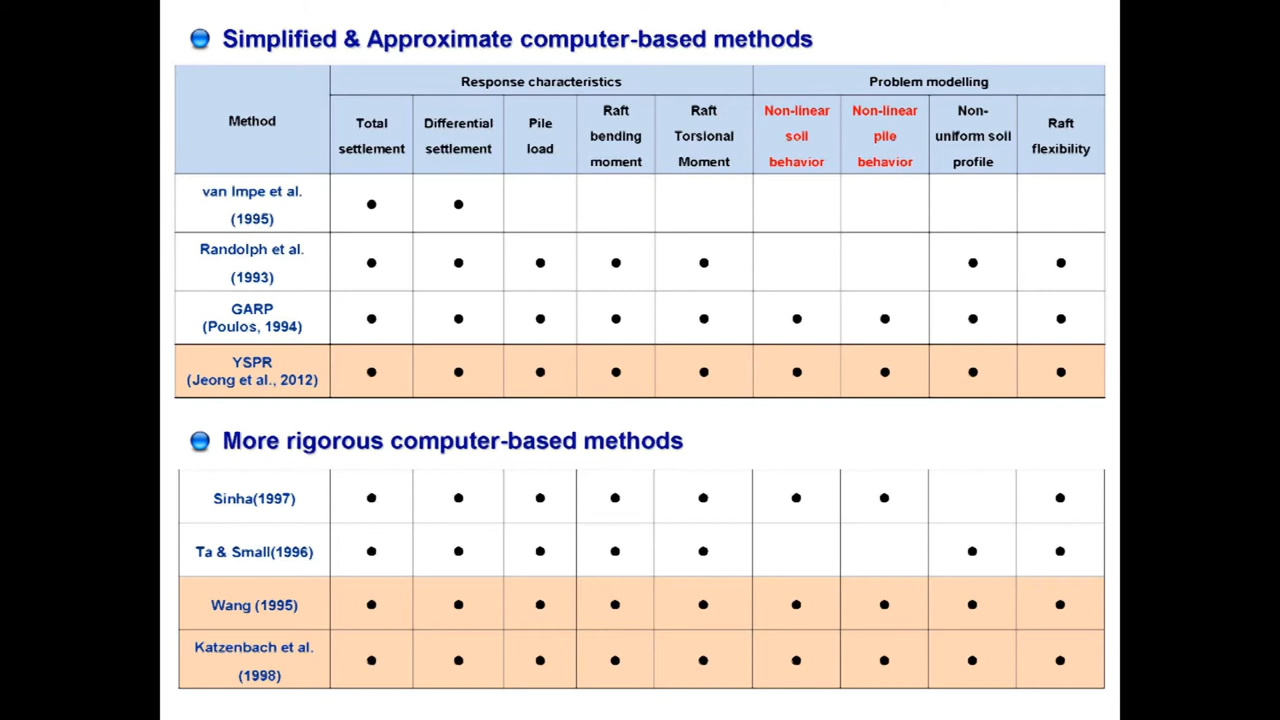 Simplified & Approximate computer-based methods
Method
Response characteristics
Problem modelling
Total
settlement
Differential
settlement
Pile
load
Raft
bending
moment
Raft
Torsional
Moment
Non-linear
soil
behavior
Non-linear
pile
behavior
Non-
uniform soil
profile
Raft
flexibility
van Impe et al.
(1995)
● ●
Randolph et al.
(1993)
● ● ● ● ● ● ●
GARP
(Poulos, 1994)
● ● ● ● ● ● ● ● ●
YSPR
(Jeong et al., 2012)
● ● ● ● ● ● ● ● ●
More rigorous computer-based methods
Sinha(1997) ● ● ● ● ● ● ● ●
Ta & Small(1996) ● ● ● ● ● ● ●
Wang (1995) ● ● ● ● ● ● ● ● ●
Katzenbach et al.
(1998)
● ● ● ● ● ● ● ● ●